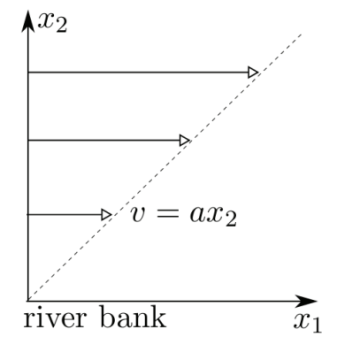 x₂
v = ax₂
river bank
x₁